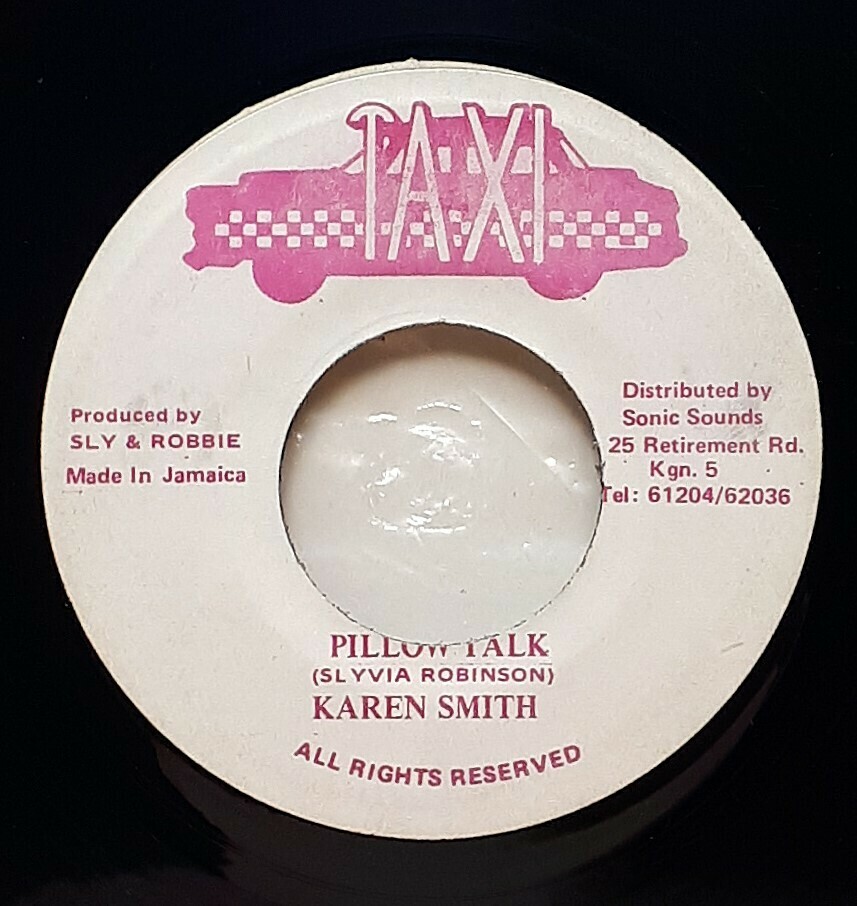 TAXI
Produced by
SLY & ROBBIE
Made In Jamaica
Distributed by
Sonic Sounds
25 Retirement Rd.
Kgn. 5
Tel: 61204/62036
PILLOW TALK
(SLYVIA ROBINSON)
KAREN SMITH
ALL RIGHTS RESERVED